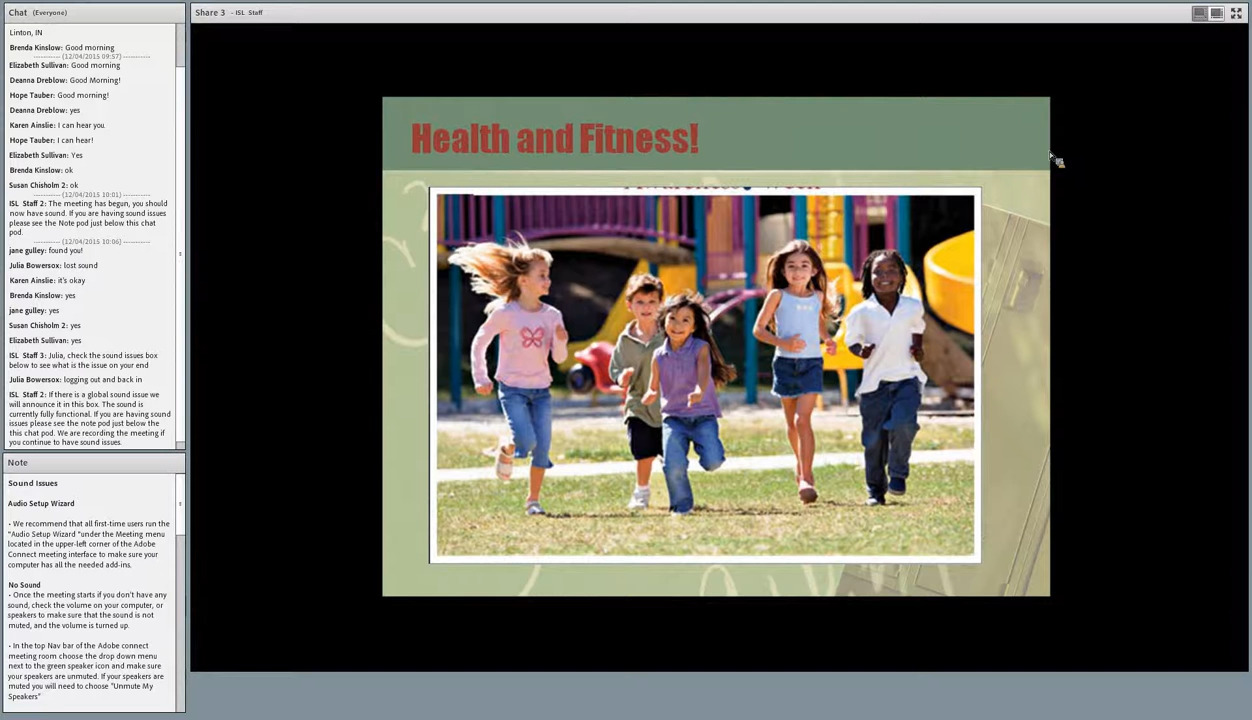 Chat (Everyone)
Linton, IN
Brenda Kinslow: Good morning
----------- (12/04/2015 09:57) -----------
Elizabeth Sullivan: Good morning
Deanna Dreblow: Good Morning!
Hope Tauber: Good morning!
Deanna Dreblow: yes
Karen Ainslie: I can hear you.
Hope Tauber: I can hear!
Elizabeth Sullivan: Yes
Brenda Kinslow: ok
Susan Chisholm 2: ok
----------- (12/04/2015 10:01) -----------
ISL Staff 2: The meeting has begun, you should
now have sound. If you are having sound issues
please see the Note pod just below this chat
pod.
----------- (12/04/2015 10:06) -----------
jane gulley: found you!
Julia Bowersox: lost sound
Karen Ainslie: it's okay
Brenda Kinslow: yes
jane gulley: yes
Susan Chisholm 2: yes
Elizabeth Sullivan: yes
ISL Staff 3: Julia, check the sound issues box
below to see what is the issue on your end
Julia Bowersox: logging out and back in
ISL Staff 2: If there is a global sound issue we
will announce it in this box. The sound is
currently fully functional. If you are having sound
issues please see the note pod just below the
this chat pod. We are recording the meeting if
you continue to have sound issues.
Note
Sound Issues
Audio Setup Wizard
• We recommend that all first-time users run the
"Audio Setup Wizard "under the Meeting menu
located in the upper-left corner of the Adobe
Connect meeting interface to make sure your
computer has all the needed add-ins.
No Sound
• Once the meeting starts if you don't have any
sound, check the volume on your computer, or
speakers to make sure that the sound is not
muted, and the volume is turned up.
• In the top Nav bar of the Adobe connect
meeting room choose the drop down menu
next to the green speaker icon and make sure
your speakers are unmuted. If your speakers are
muted you will need to choose "Unmute My
Speakers"
Share 3 - ISL Staff
Health and Fitness!